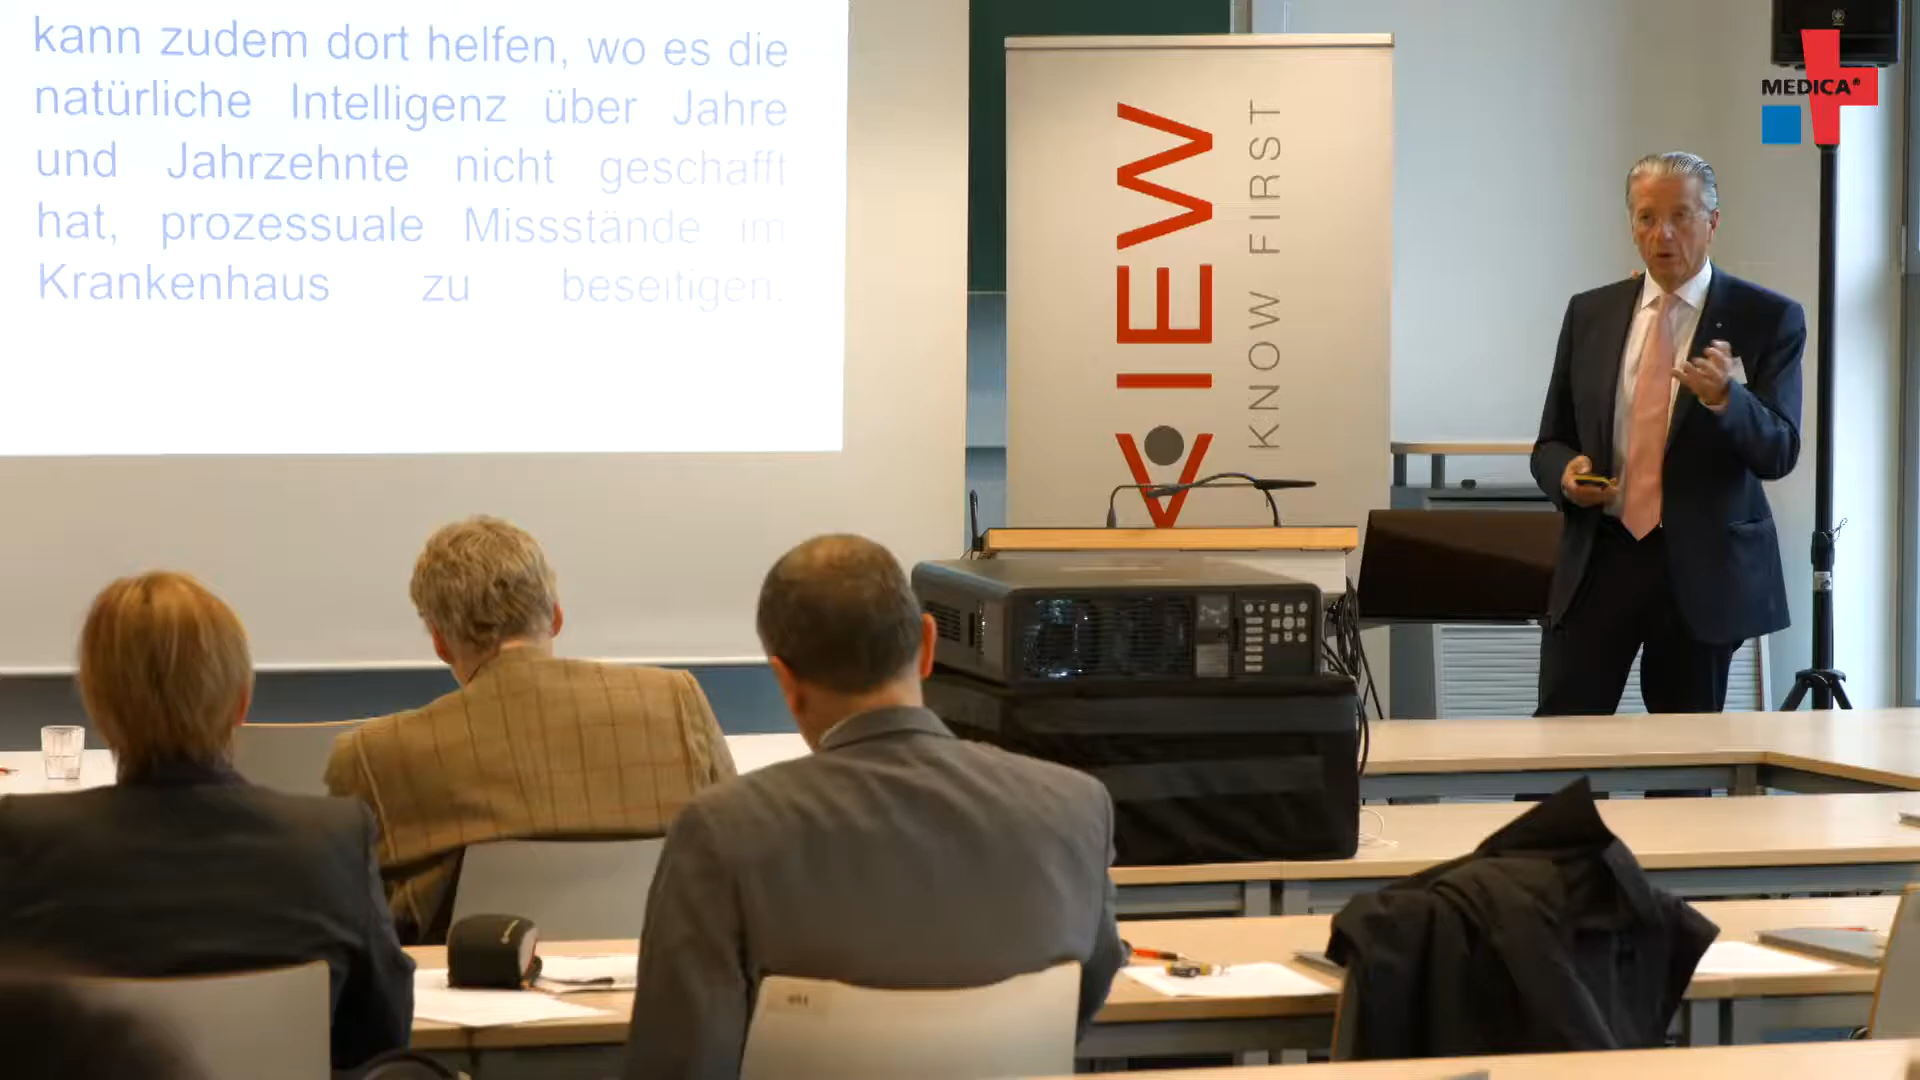 kann zudem dort helfen, wo es die
natürliche Intelligenz über Jahre
und Jahrzehnte nicht geschafft
hat, prozessuale Missstände im
Krankenhaus zu beseitigen.
VIEW
KNOW FIRST
MEDICA®